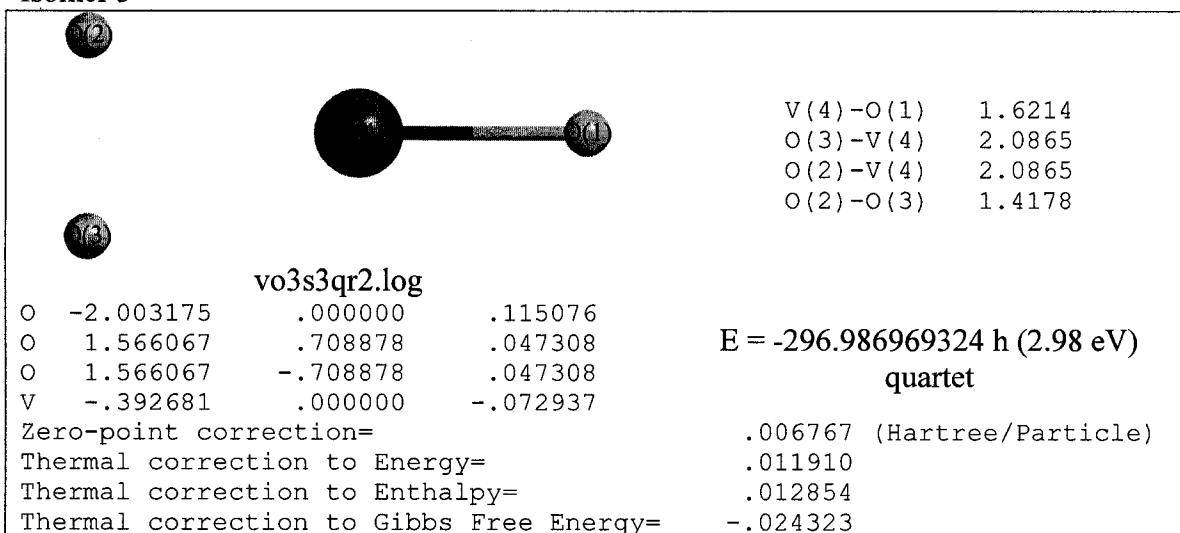 V(4)-O(1) 1.6214
O(3)-V(4) 2.0865
O(2)-V(4) 2.0865
O(2)-O(3) 1.4178
vo3s3qr2.log
O -2.003175 .000000 .115076
O 1.566067 .708878 .047308
O 1.566067 -.708878 .047308
V -.392681 .000000 -.072937
E = -296.986969324 h (2.98 eV)
quartet
Zero-point correction= .006767 (Hartree/Particle)
Thermal correction to Energy= .011910
Thermal correction to Enthalpy= .012854
Thermal correction to Gibbs Free Energy= -.024323